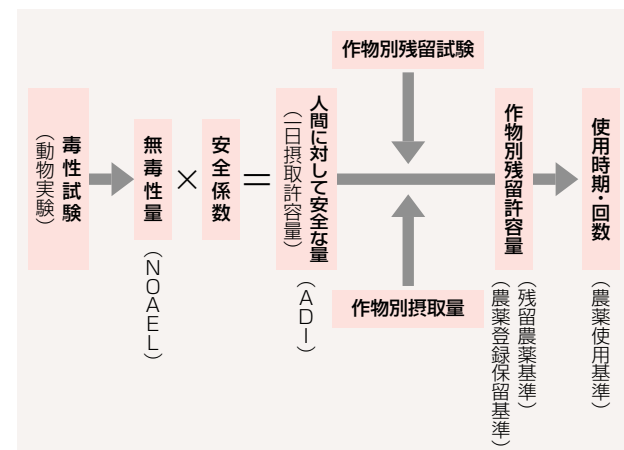 毒性試験
（動物実験）
無毒性量
（NOAEL）
×
安全係数
＝
人間に対して安全な量
（一日摂取許容量）
（ADI）
作物別残留試験
作物別摂取量
作物別残留許容量
（残留農薬基準）
（農薬登録保留基準）
使用時期・回数
（農薬使用基準）